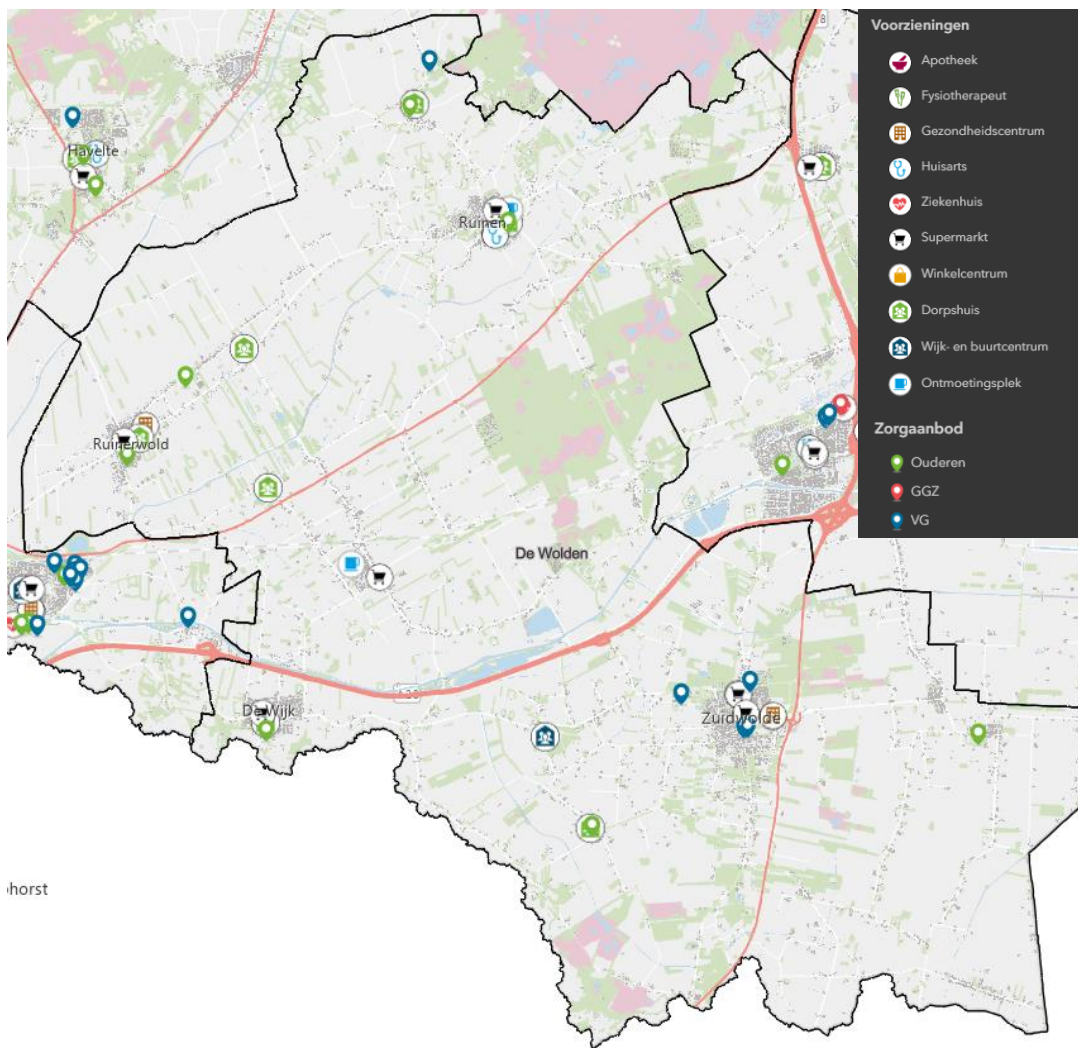 Havelte
Ruinen
Ruinerwold
De Wolden
De Wijk
Zuidwolde
horst
Voorzieningen
Apotheek
Fysiotherapeut
Gezondheidscentrum
Huisarts
Ziekenhuis
Supermarkt
Winkelcentrum
Dorpshuis
Wijk- en buurtcentrum
Ontmoetingsplek
Zorgaanbod
Ouderen
GGZ
VG